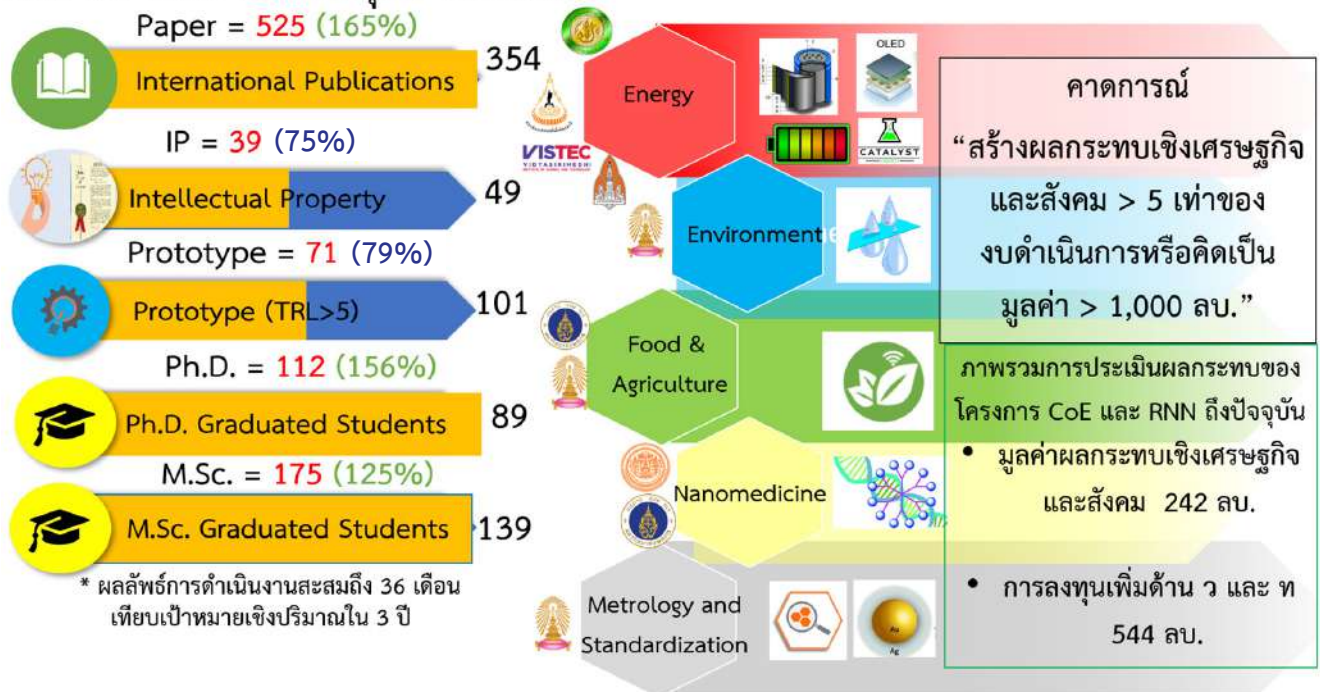 Paper = 525 (165%)
International Publications
354
IP = 39 (75%)
Intellectual Property
49
Prototype = 71 (79%)
Prototype (TRL>5)
101
Ph.D. = 112 (156%)
Ph.D. Graduated Students
89
M.Sc. = 175 (125%)
M.Sc. Graduated Students
139
* ผลลัพธ์การดำเนินงานสะสมถึง 36 เดือน
เทียบเป้าหมายเชิงปริมาณใน 3 ปี
VISTEC
Energy
OLED
CATALYST
Environment
Food &
Agriculture
Nanomedicine
Metrology and
Standardization
Au
Ag
คาดการณ์
“สร้างผลกระทบเชิงเศรษฐกิจ
และสังคม > 5 เท่าของ
งบดำเนินการหรือคิดเป็น
มูลค่า > 1,000 ลบ.”
ภาพรวมการประเมินผลกระทบของ
โครงการ CoE และ RNN ถึงปัจจุบัน
• มูลค่าผลกระทบเชิงเศรษฐกิจ
และสังคม 242 ลบ.
• การลงทุนเพิ่มด้าน ว และ ท
544 ลบ.